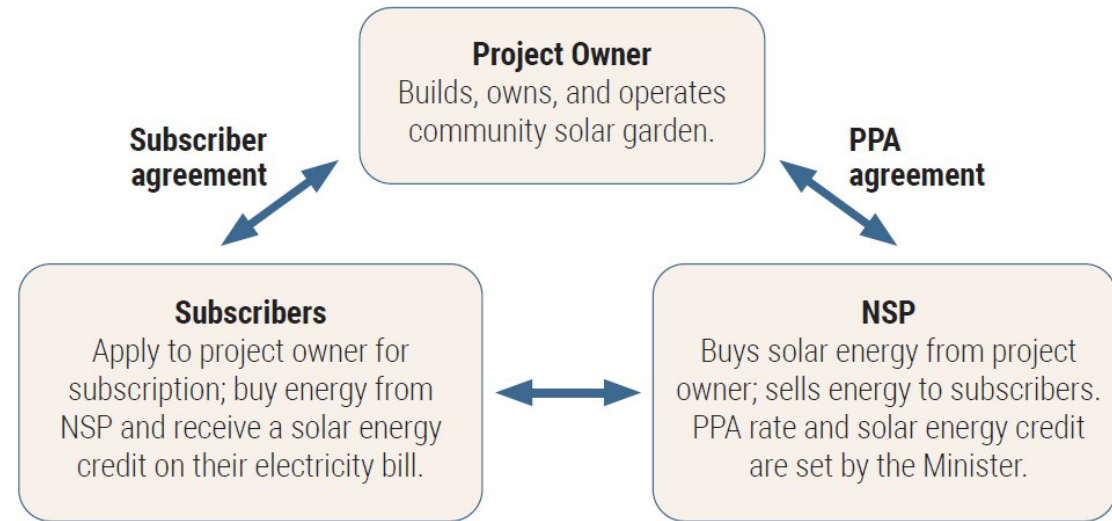 Project Owner
Builds, owns, and operates
community solar garden.
Subscriber
agreement
PPA
agreement
Subscribers
Apply to project owner for
subscription; buy energy from
NSP and receive a solar energy
credit on their electricity bill.
NSP
Buys solar energy from project
owner; sells energy to subscribers.
PPA rate and solar energy credit
are set by the Minister.